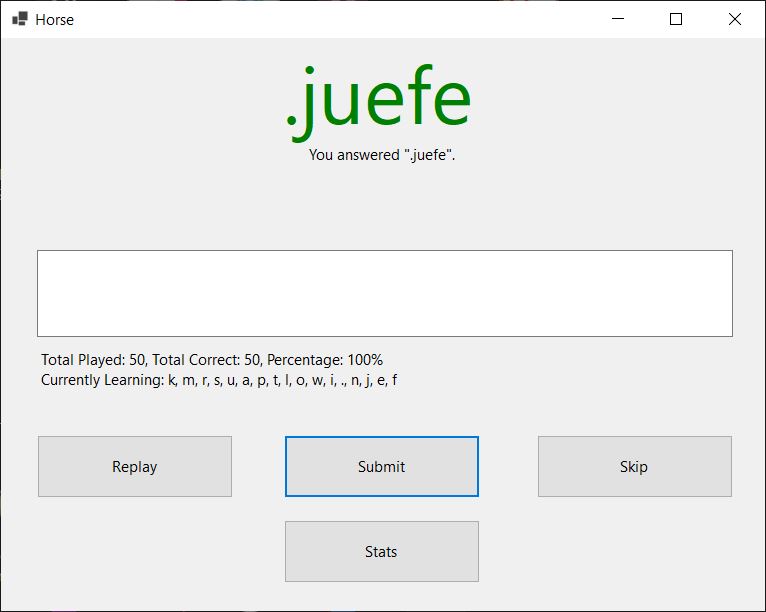 Horse
.juefe
You answered ".juefe".
Total Played: 50, Total Correct: 50, Percentage: 100%
Currently Learning: k, m, r, s, u, a, p, t, l, o, w, i, ., n, j, e, f
Replay
Submit
Skip
Stats